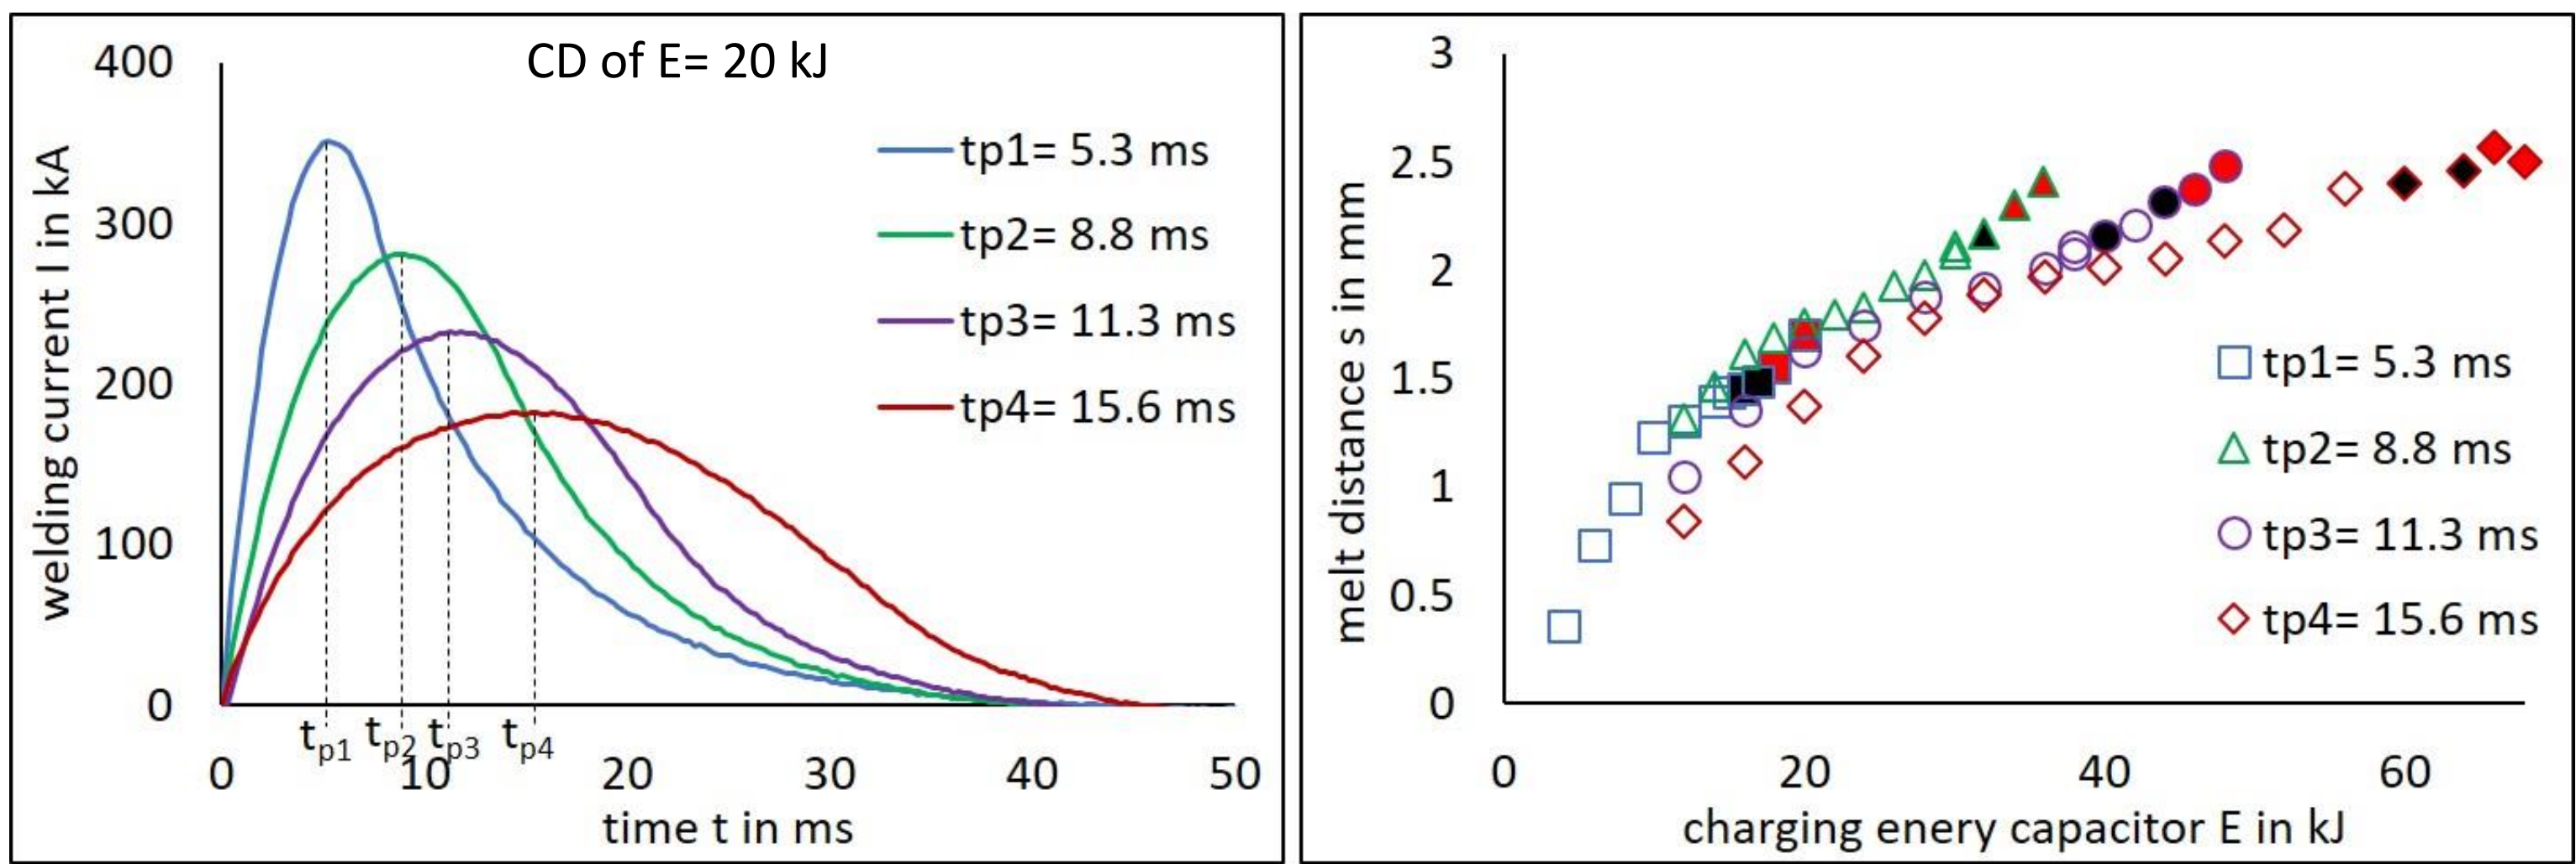 CD of E= 20 kJ
welding current I in kA
400
300
200
100
0
tp1= 5.3 ms
tp2= 8.8 ms
tp3= 11.3 ms
tp4= 15.6 ms
tp1 tp2 tp3 tp4
0 10 20 30 40 50
time t in ms
melt distance s in mm
3
2.5
2
1.5
1
0.5
0
tp1= 5.3 ms
tp2= 8.8 ms
tp3= 11.3 ms
tp4= 15.6 ms
0 20 40 60
charging enery capacitor E in kJ